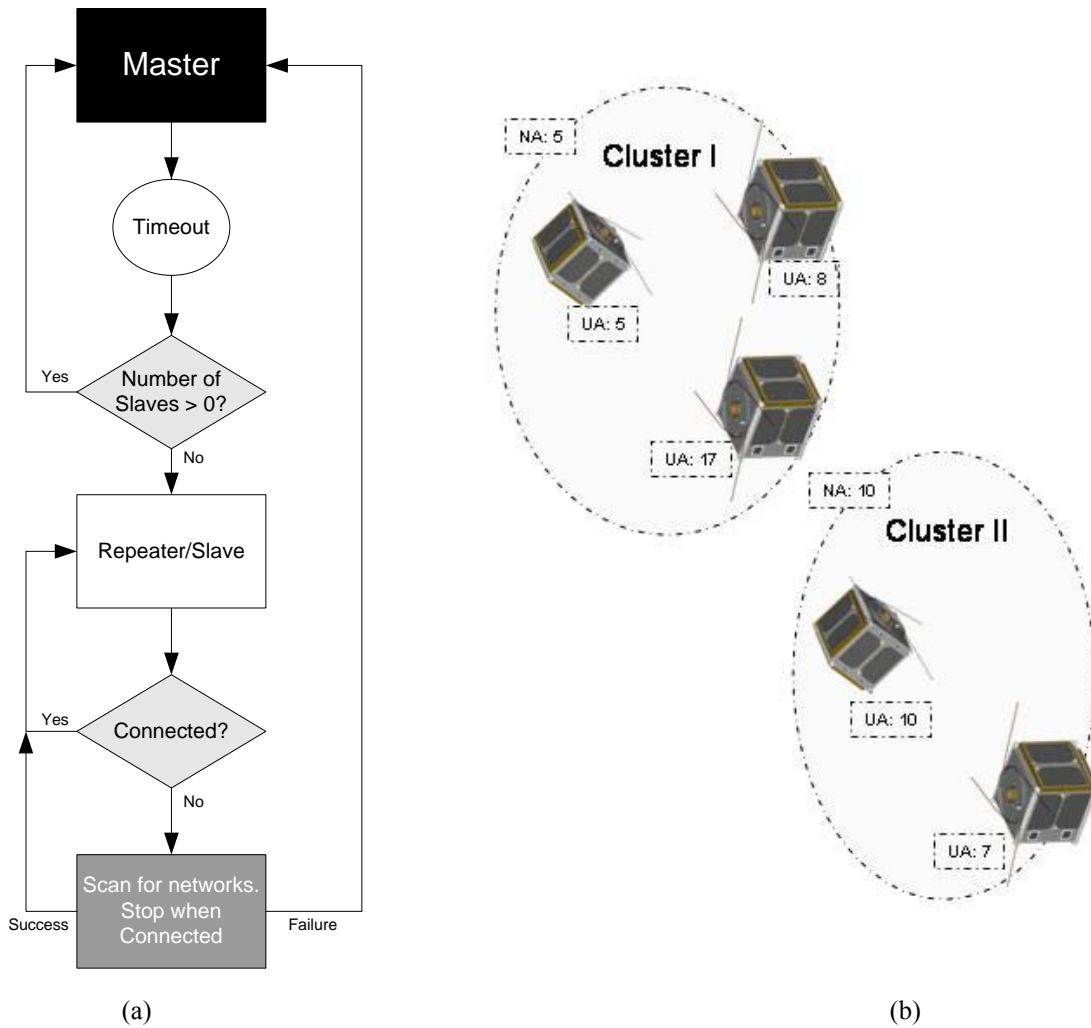 Master
Timeout
Yes
Number of
Slaves > 0?
No
Repeater/Slave
Yes
Connected?
No
Scan for networks.
Stop when
Connected
Success
Failure
(a)
NA: 5
Cluster I
UA: 8
UA: 5
UA: 17
NA: 10
Cluster II
UA: 10
UA: 7
(b)